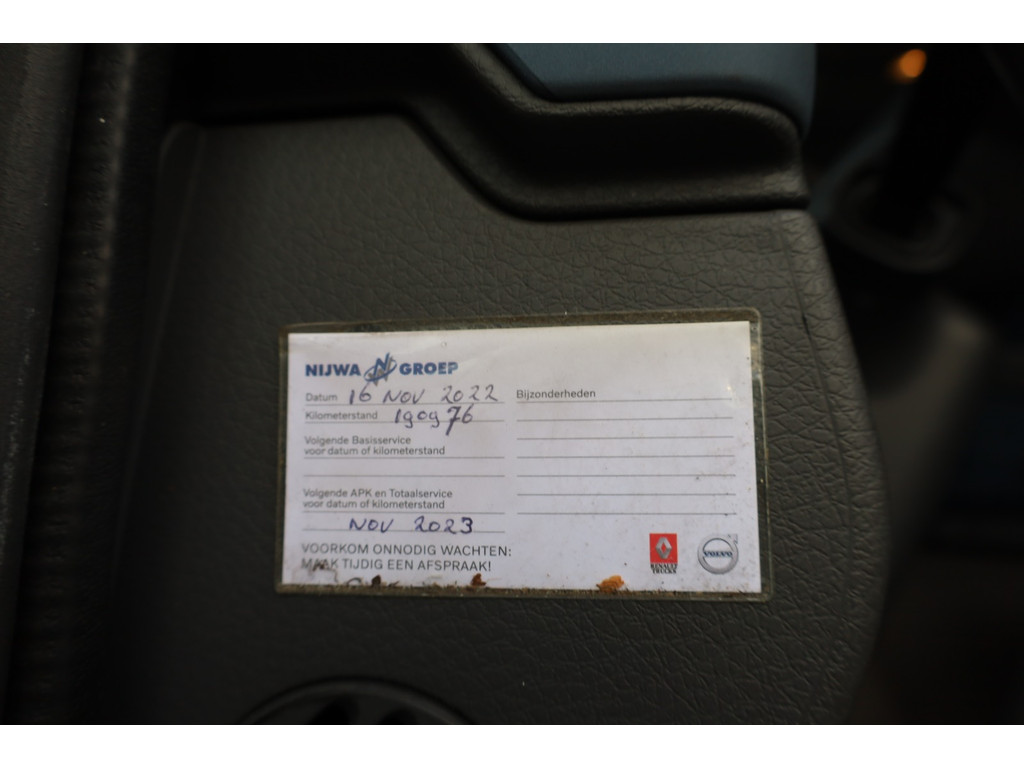 NIJWA GROEP
Datum 16 NOV 2022
Kilometerstand 190976
Volgende Basisservice
voor datum of kilometerstand
Volgende APK en Totaalservice
voor datum of kilometerstand
NOV 2023
VOORKOM ONNODIG WACHTEN:
MAAK TIJDIG EEN AFSPRAAK!
Bijzonderheden
RENAULT
TRUCKS
VOLVO